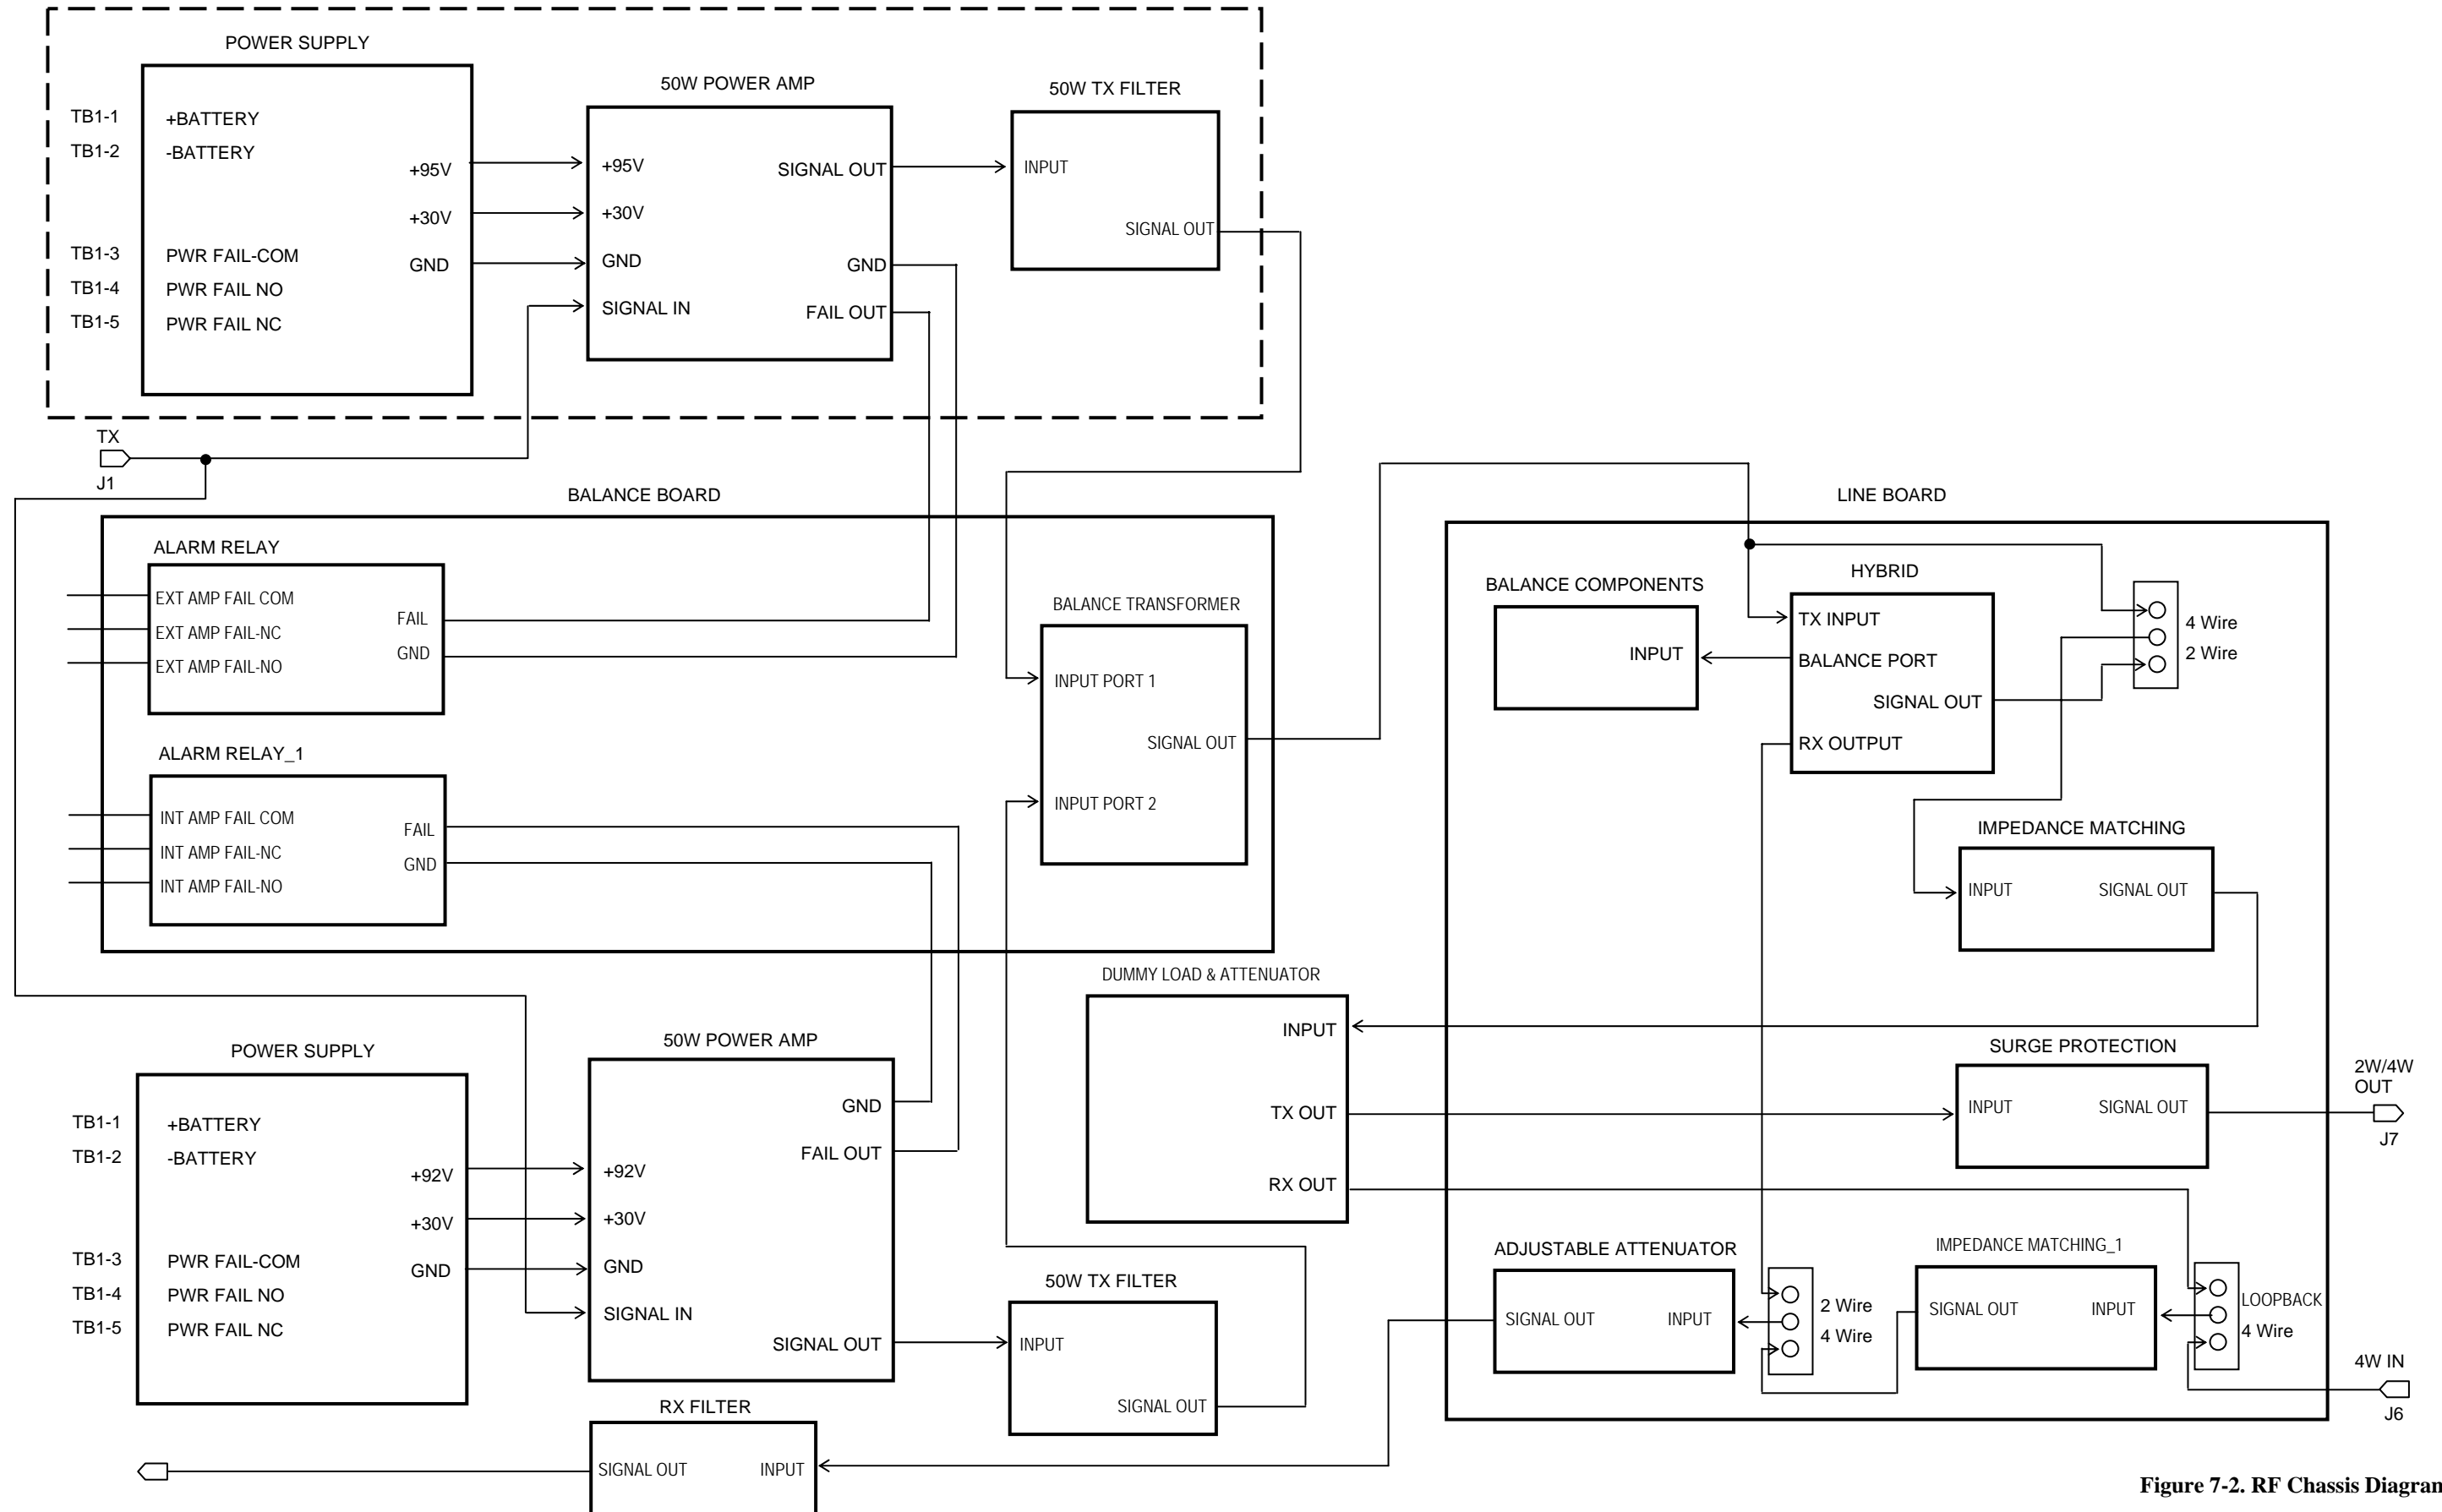 POWER SUPPLY
TB1-1
+BATTERY
TB1-2
-BATTERY
+95V
+30V
TB1-3
PWR FAIL-COM
GND
TB1-4
PWR FAIL NO
TB1-5
PWR FAIL NC
50W POWER AMP
+95V
SIGNAL OUT
+30V
GND
GND
SIGNAL IN
FAIL OUT
50W TX FILTER
INPUT
SIGNAL OUT
TX
J1
BALANCE BOARD
ALARM RELAY
EXT AMP FAIL COM
EXT AMP FAIL-NC
EXT AMP FAIL-NO
FAIL
GND
ALARM RELAY_1
INT AMP FAIL COM
INT AMP FAIL-NC
INT AMP FAIL-NO
FAIL
GND
BALANCE TRANSFORMER
INPUT PORT 1
SIGNAL OUT
INPUT PORT 2
LINE BOARD
BALANCE COMPONENTS
INPUT
HYBRID
TX INPUT
BALANCE PORT
SIGNAL OUT
RX OUTPUT
4 Wire
2 Wire
IMPEDANCE MATCHING
INPUT
SIGNAL OUT
DUMMY LOAD & ATTENUATOR
INPUT
TX OUT
RX OUT
SURGE PROTECTION
INPUT
SIGNAL OUT
2W/4W
OUT
J7
POWER SUPPLY
TB1-1
+BATTERY
TB1-2
-BATTERY
+92V
+30V
TB1-3
PWR FAIL-COM
GND
TB1-4
PWR FAIL NO
TB1-5
PWR FAIL NC
50W POWER AMP
GND
FAIL OUT
+92V
+30V
GND
SIGNAL IN
SIGNAL OUT
50W TX FILTER
INPUT
SIGNAL OUT
ADJUSTABLE ATTENUATOR
SIGNAL OUT
INPUT
2 Wire
4 Wire
IMPEDANCE MATCHING_1
SIGNAL OUT
INPUT
LOOPBACK
4 Wire
4W IN
J6
RX FILTER
SIGNAL OUT
INPUT
Figure 7-2. RF Chassis Diagran